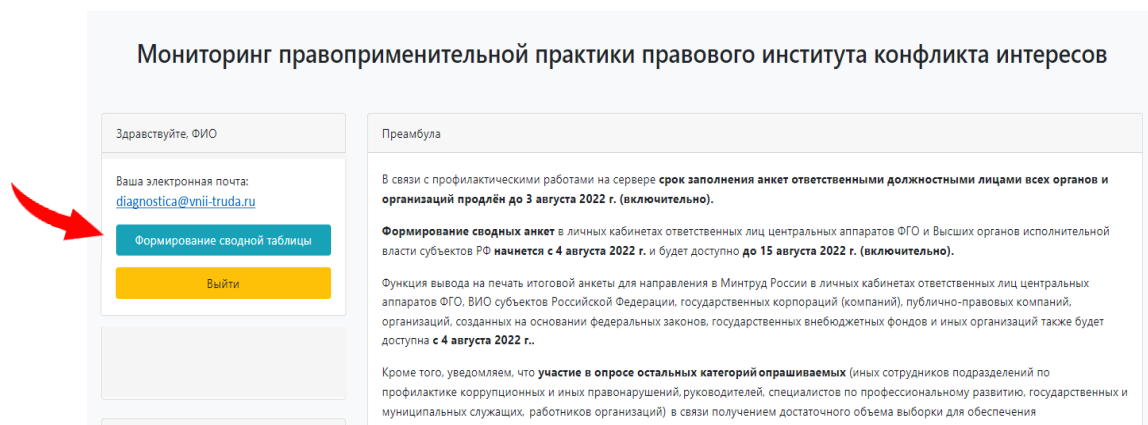 Мониторинг правоприменительной практики правового института конфликта интересов
Здравствуйте, ФИО
Ваша электронная почта:
diagnostica@vnii-truda.ru
Формирование сводной таблицы
Выйти
Преамбула
В связи с профилактическими работами на сервере срок заполнения анкет ответственными должностными лицами всех органов и
организаций продлён до 3 августа 2022 г. (включительно).
Формирование сводных анкет в личных кабинетах ответственных лиц центральных аппаратов ФГО и Высших органов исполнительной
власти субъектов РФ начнется с 4 августа 2022 г. и будет доступно до 15 августа 2022 г. (включительно).
Функция вывода на печать итоговой анкеты для направления в Минтруд России в личных кабинетах ответственных лиц центральных
аппаратов ФГО, ВИО субъектов Российской Федерации, государственных корпораций (компаний), публично-правовых компаний,
организаций, созданных на основании федеральных законов, государственных внебюджетных фондов и иных организаций также будет
доступна с 4 августа 2022 г..
Кроме того, уведомляем, что участие в опросе остальных категорий опрашиваемых (иных сотрудников подразделений по
профилактике коррупционных и иных правонарушений, руководителей, специалистов по профессиональному развитию, государственных и
муниципальных служащих, работников организаций) в связи получением достаточного объема выборки для обеспечения